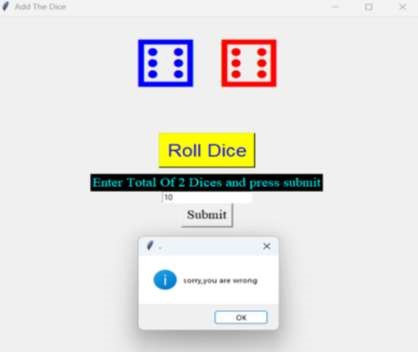 Add The Dice
Roll Dice
Enter Total Of 2 Dices and press submit
10
Submit
.
sorry,you are wrong
OK